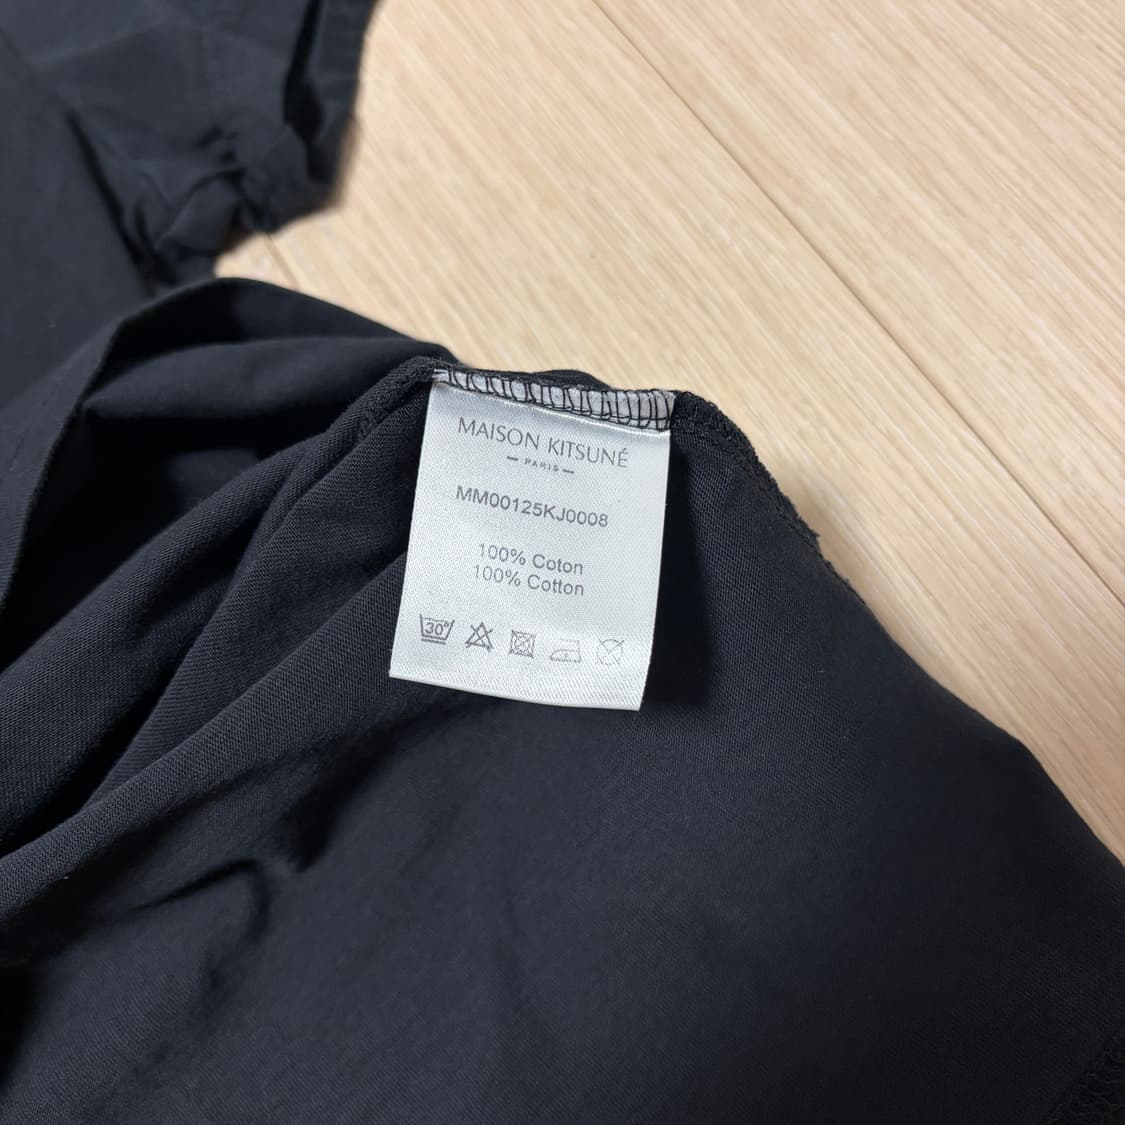 MAISON KITSUNÉ
PARIS
MM00125KJ0008
100% Coton
100% Cotton
30°